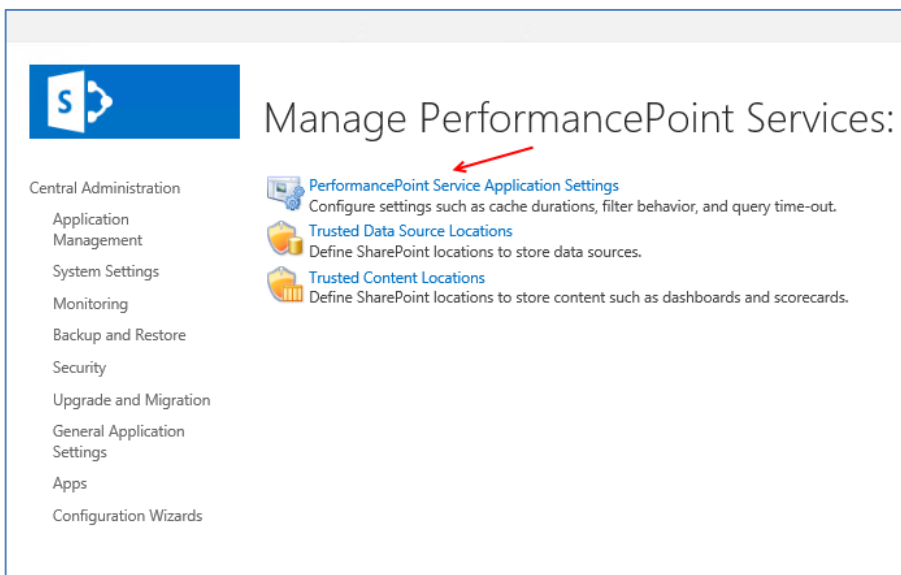 S
Manage PerformancePoint Services:
Central Administration
Application
Management
System Settings
Monitoring
Backup and Restore
Security
Upgrade and Migration
General Application
Settings
Apps
Configuration Wizards
PerformancePoint Service Application Settings
Configure settings such as cache durations, filter behavior, and query time-out.
Trusted Data Source Locations
Define SharePoint locations to store data sources.
Trusted Content Locations
Define SharePoint locations to store content such as dashboards and scorecards.